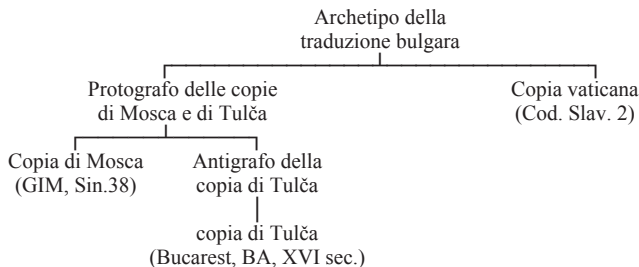 Archetipo della
traduzione bulgara
Protografo delle copie
di Mosca e di Tulča
Copia vaticana
(Cod. Slav. 2)
Copia di Mosca
(GIM, Sin.38)
Antigrafo della
copia di Tulča
copia di Tulča
(Bucarest, BA, XVI sec.)